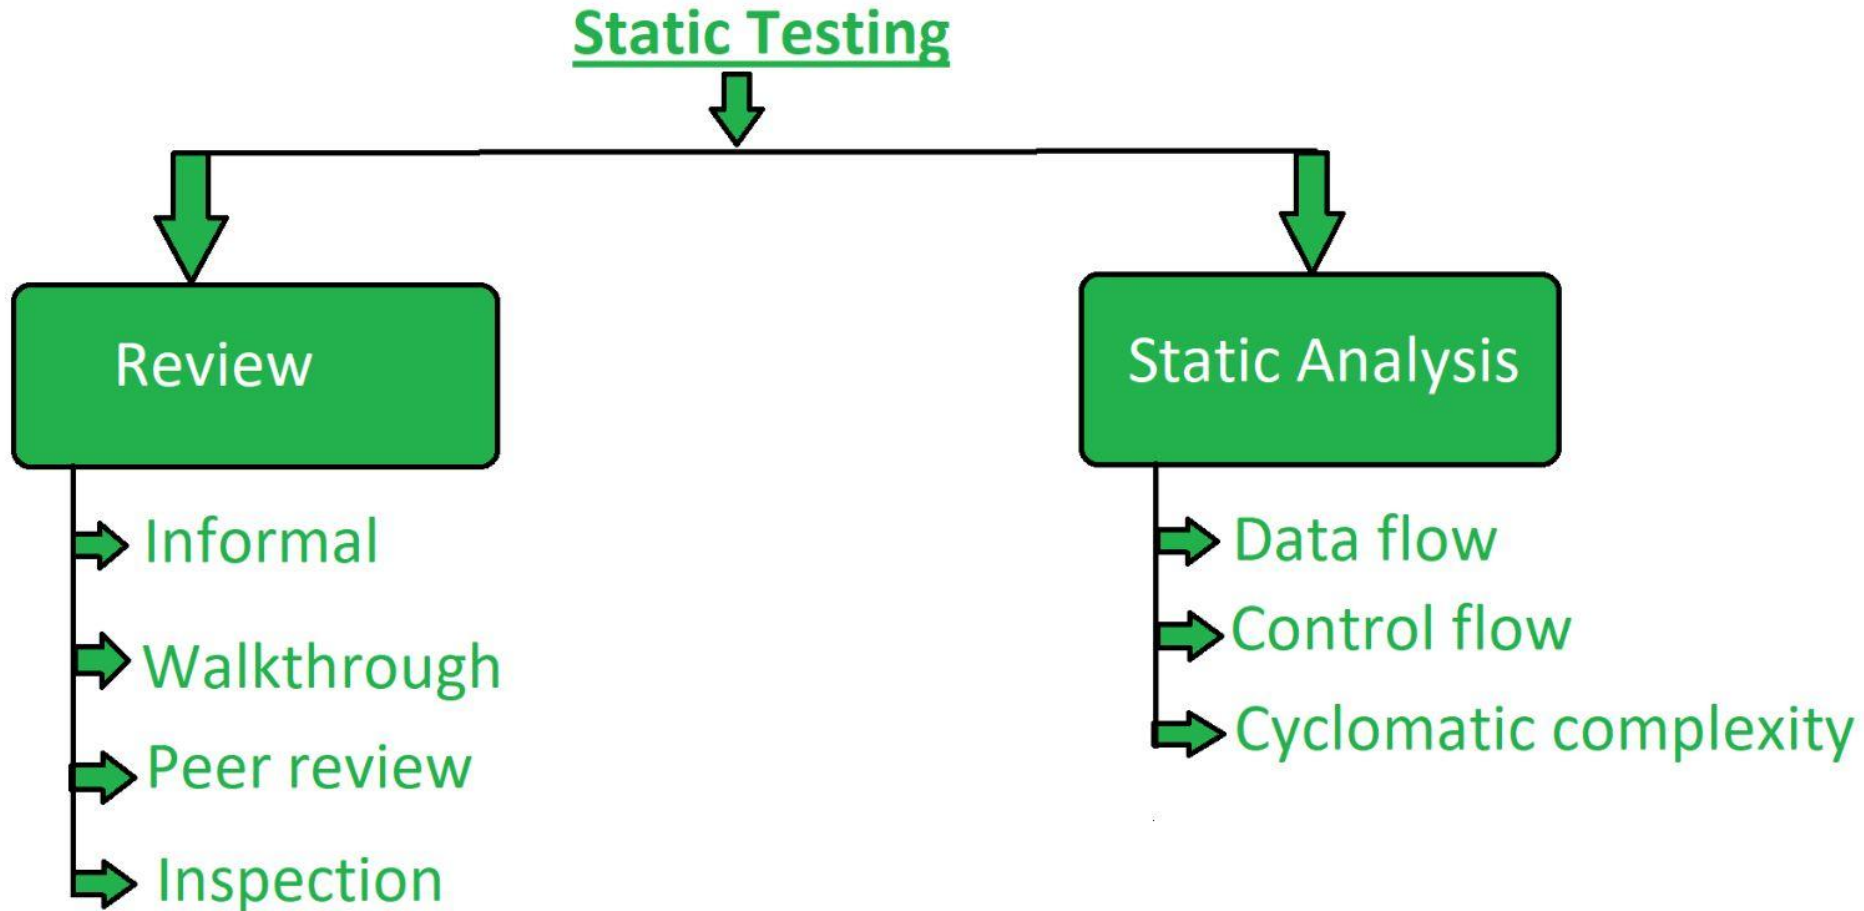 Static Testing
Review
Informal
Walkthrough
Peer review
Inspection
Static Analysis
Data flow
Control flow
Cyclomatic complexity